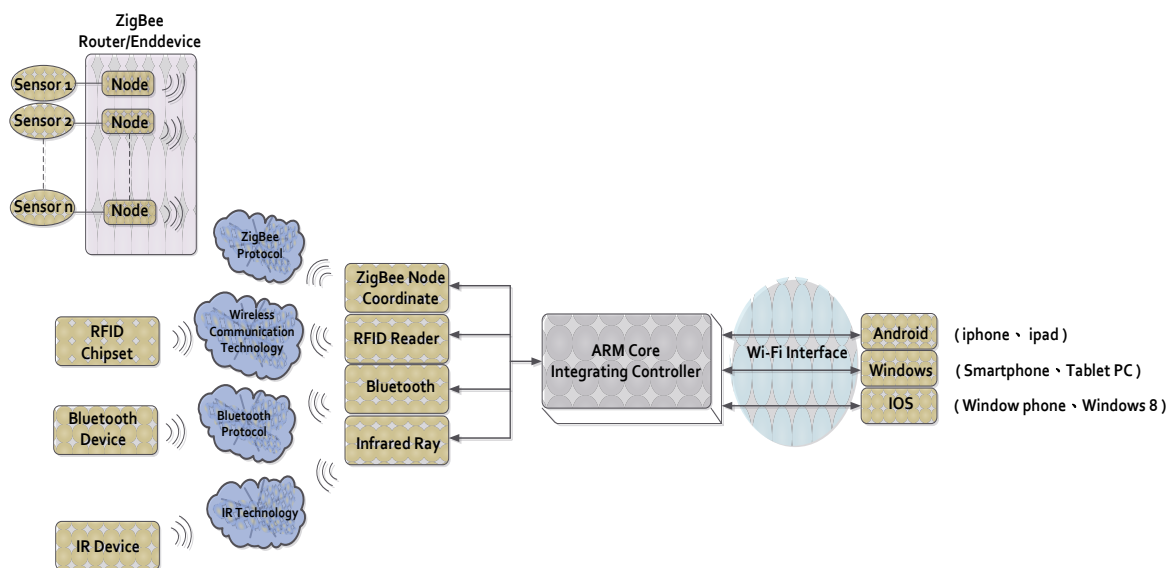 ZigBee
Router/Enddevice
Sensor 1
Node
Sensor 2
Node
Sensor n
Node
ZigBee
Protocol
ZigBee Node
Coordinate
Wireless
Communication
Technology
RFID
Chipset
RFID Reader
Bluetooth
Bluetooth
Device
Bluetooth
Protocol
Infrared Ray
IR Technology
IR Device
ARM Core
Integrating Controller
Wi-Fi Interface
Android
( iphone、ipad )
Windows
( Smartphone、Tablet PC )
IOS
( Window phone、Windows 8 )